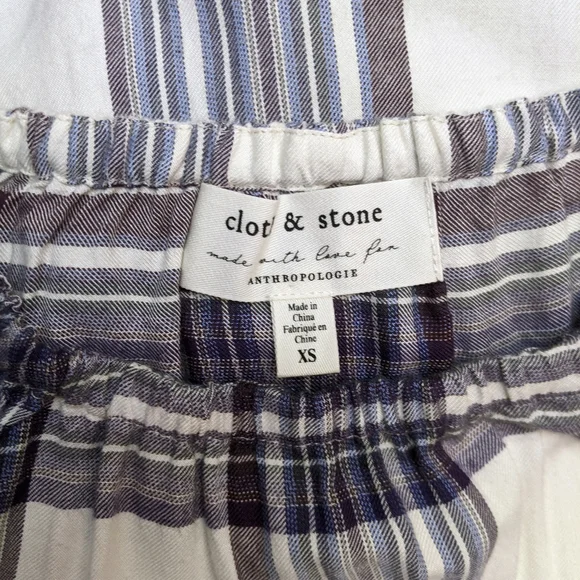 cloth & stone
made with love for
ANTHROPOLOGIE
Made in
China
Fabriqué en
Chine
XS